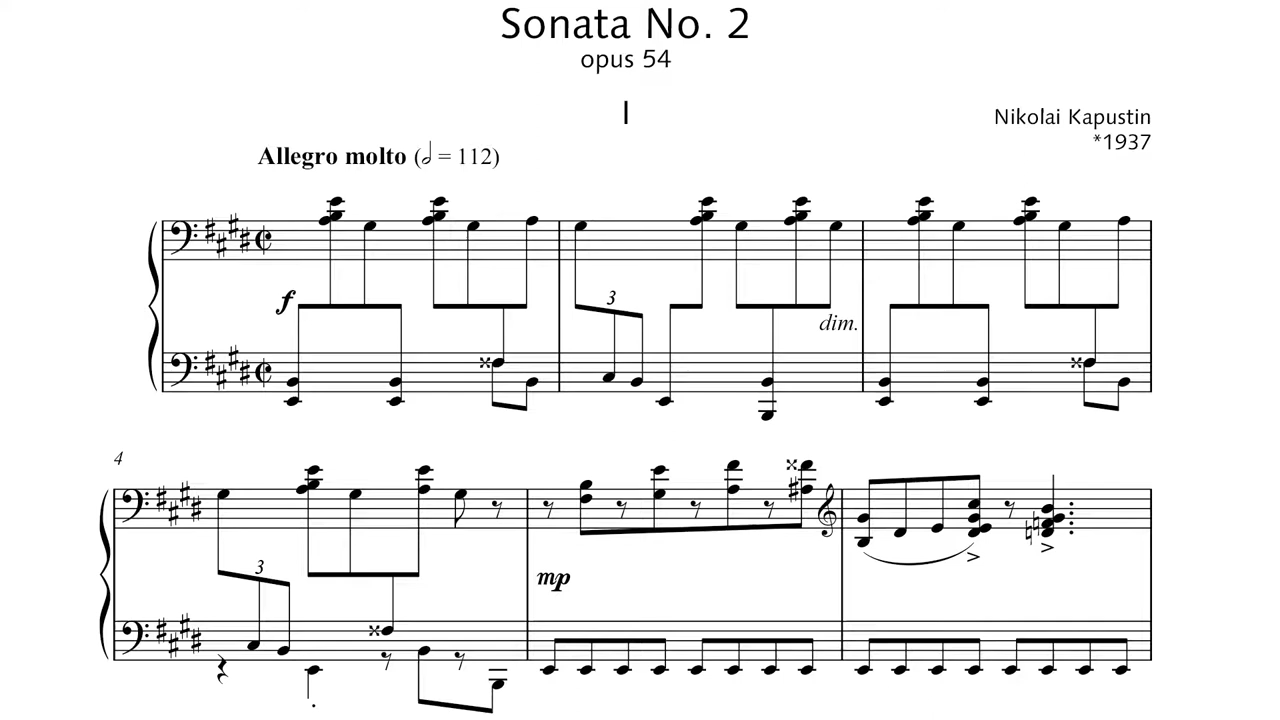 Sonata No. 2
opus 54
I
Nikolai Kapustin
*1937
Allegro molto (𝅗𝅥 = 112)
f
3
dim.
4
3
mp